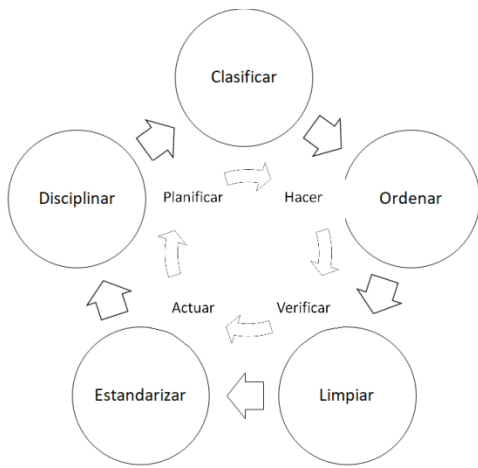 Clasificar
Disciplinar
Planificar
Hacer
Ordenar
Actuar
Verificar
Estandarizar
Limpiar